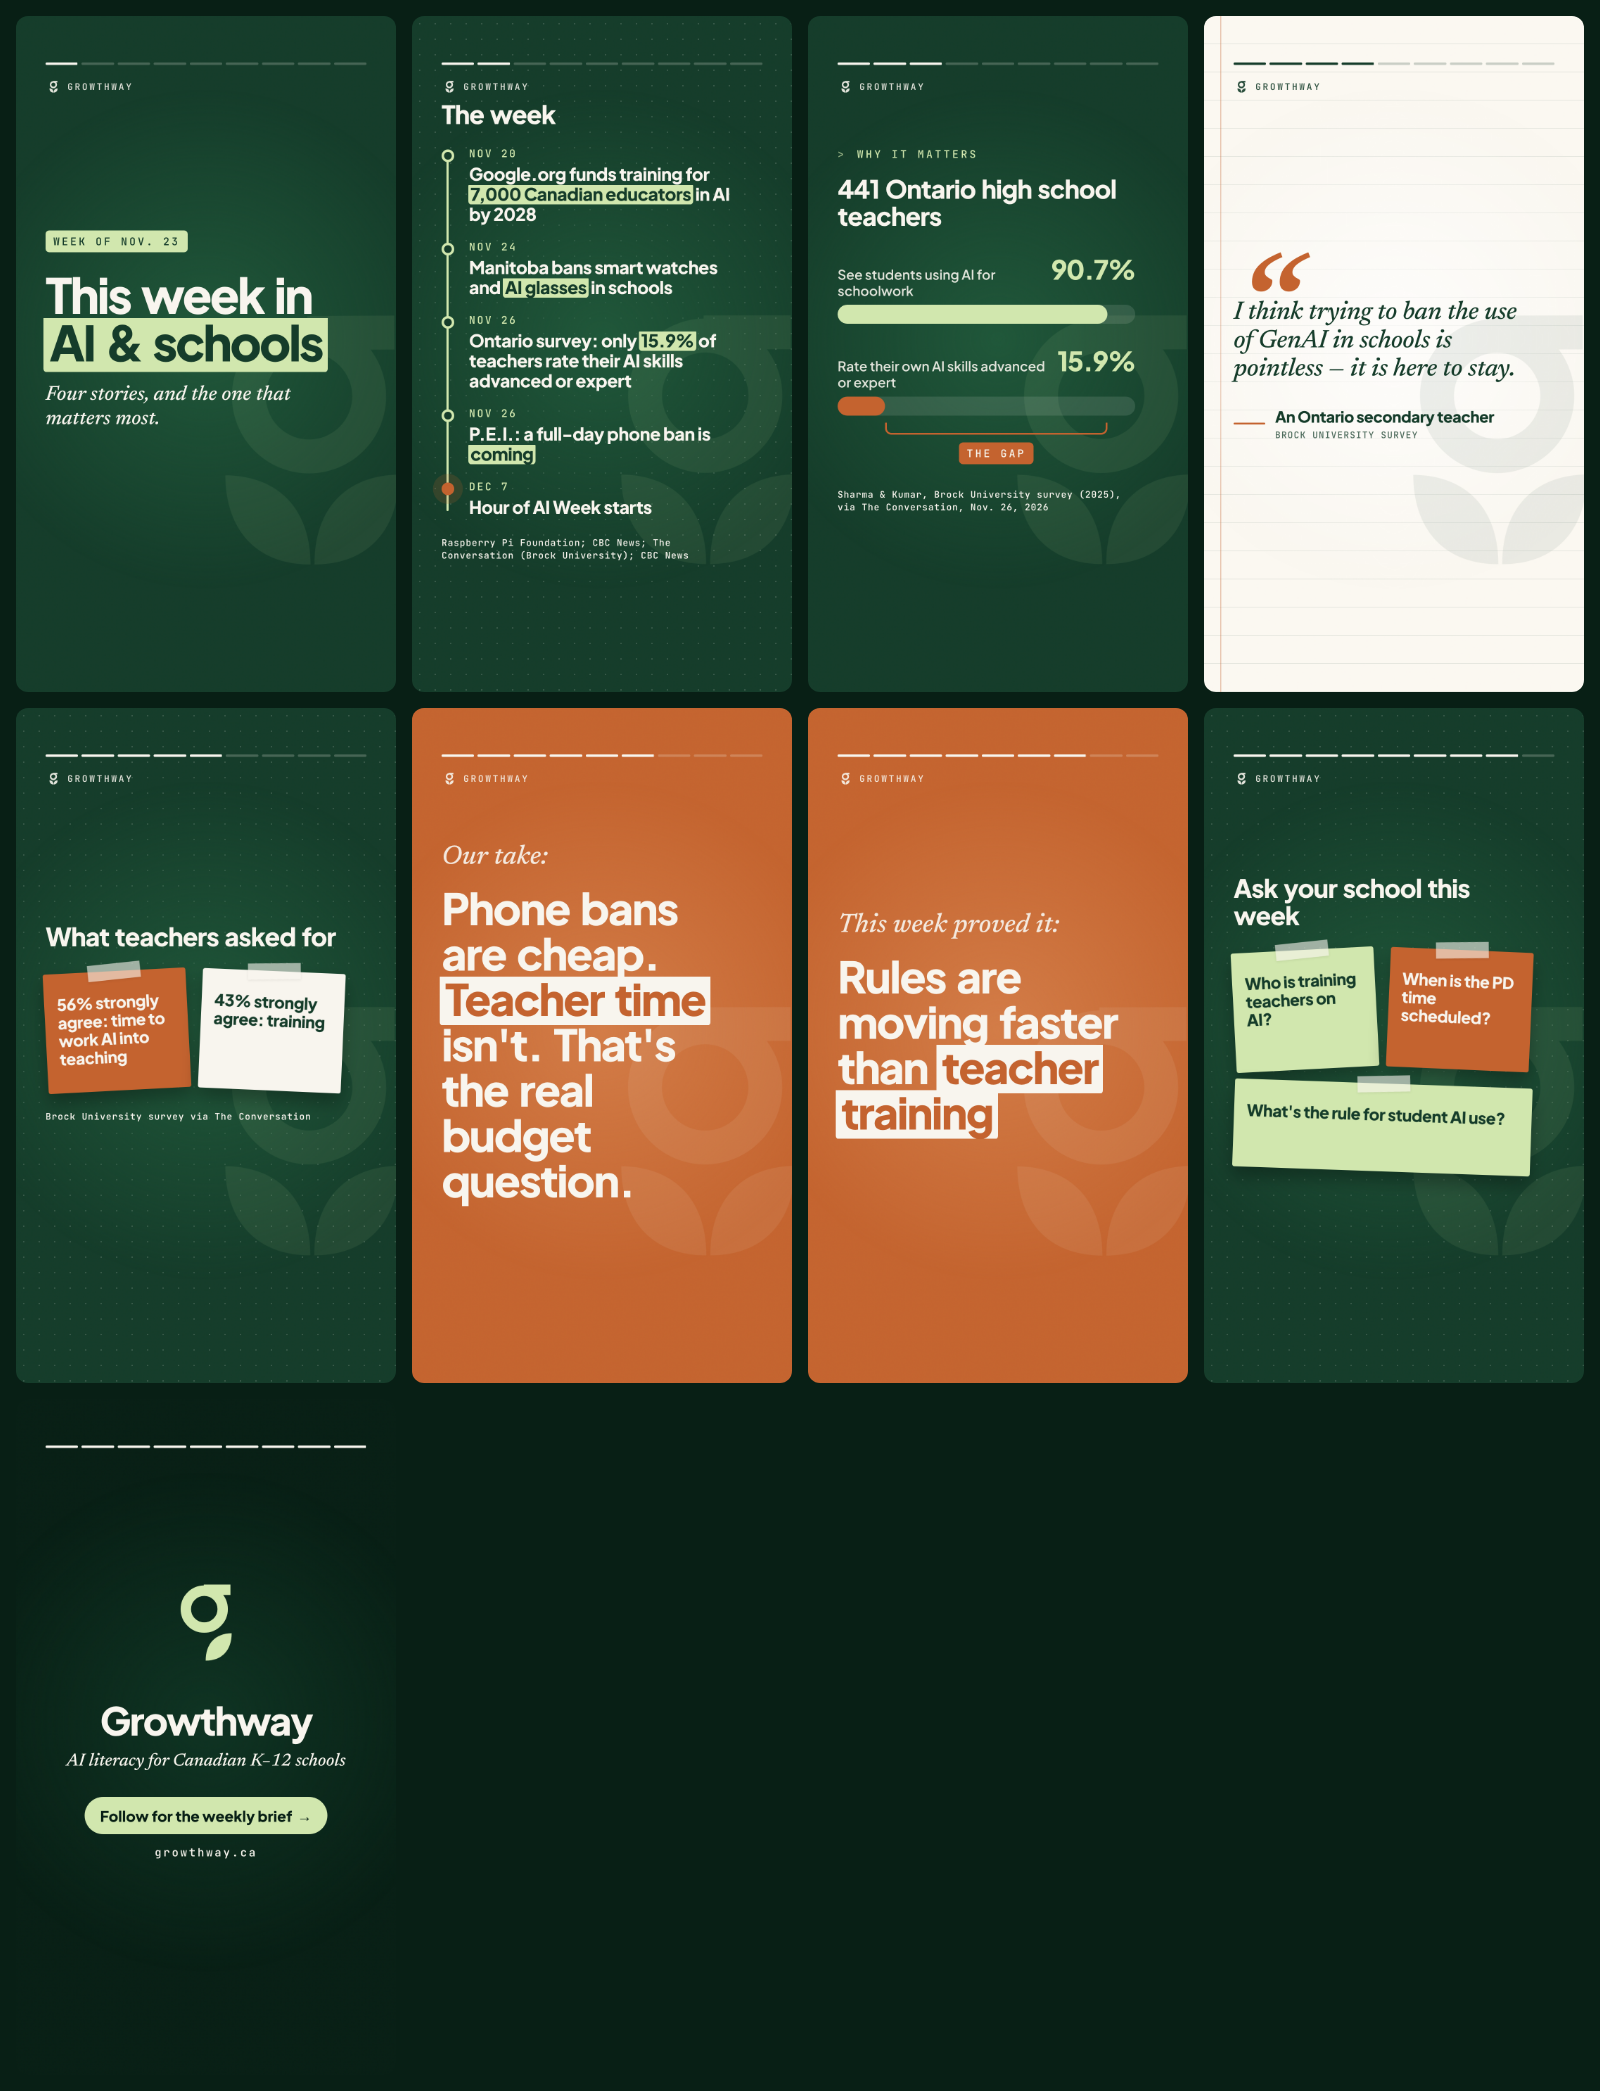 GROWTHWAY
WEEK OF NOV. 23
This week in
AI & schools
Four stories, and the one that
matters most.
GROWTHWAY
The week
NOV 20
Google.org funds training for
7,000 Canadian educators in AI
by 2028
NOV 24
Manitoba bans smart watches
and AI glasses in schools
NOV 26
Ontario survey: only 15.9% of
teachers rate their AI skills
advanced or expert
NOV 26
P.E.I.: a full-day phone ban is
coming
DEC 7
Hour of AI Week starts
Raspberry Pi Foundation; CBC News; The
Conversation (Brock University); CBC News
GROWTHWAY
> WHY IT MATTERS
441 Ontario high school
teachers
See students using AI for
schoolwork
90.7%
Rate their own AI skills advanced
or expert
15.9%
THE GAP
Sharma & Kumar, Brock University survey (2025),
via The Conversation, Nov. 26, 2026
GROWTHWAY
“
I think trying to ban the use
of GenAI in schools is
pointless – it is here to stay.
An Ontario secondary teacher
BROCK UNIVERSITY SURVEY
GROWTHWAY
What teachers asked for
56% strongly
agree: time to
work AI into
teaching
43% strongly
agree: training
Brock University survey via The Conversation
GROWTHWAY
Our take:
Phone bans
are cheap.
Teacher time
isn't. That's
the real
budget
question.
GROWTHWAY
This week proved it:
Rules are
moving faster
than teacher
training
GROWTHWAY
Ask your school this
week
Who is training
teachers on
AI?
When is the PD
time
scheduled?
What's the rule for student AI use?
Growthway
AI literacy for Canadian K–12 schools
Follow for the weekly brief →
growthway.ca